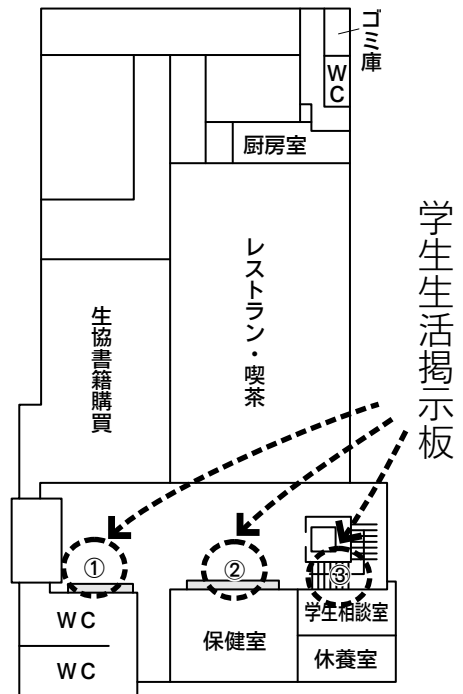 ゴミ庫
WC
厨房室
学生生活掲示板
レストラン・喫茶
生協書籍購買
①
②
③
WC
保健室
学生相談室
WC
休養室